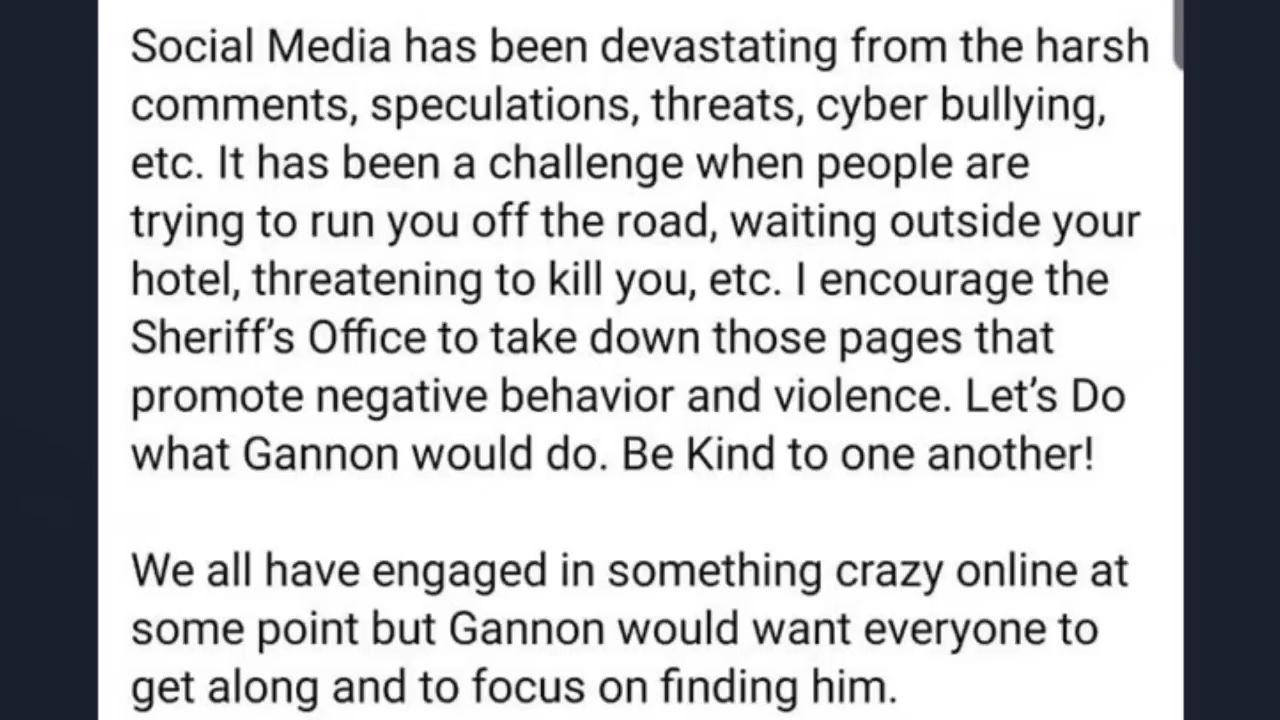 Social Media has been devastating from the harsh
comments, speculations, threats, cyber bullying,
etc. It has been a challenge when people are
trying to run you off the road, waiting outside your
hotel, threatening to kill you, etc. I encourage the
Sheriff’s Office to take down those pages that
promote negative behavior and violence. Let’s Do
what Gannon would do. Be Kind to one another!
We all have engaged in something crazy online at
some point but Gannon would want everyone to
get along and to focus on finding him.